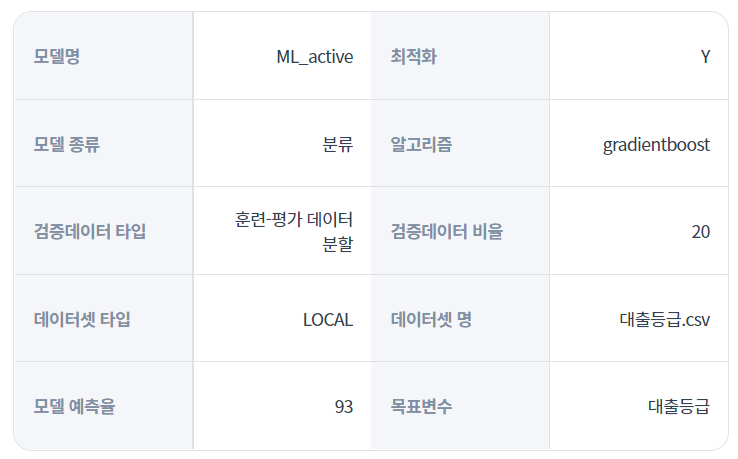 모델명 ML_active 최적화 Y
모델 종류 분류 알고리즘 gradientboost
검증데이터 타입 훈련-평가 데이터 분할 검증데이터 비율 20
데이터셋 타입 LOCAL 데이터셋 명 대출등급.csv
모델 예측율 93 목표변수 대출등급